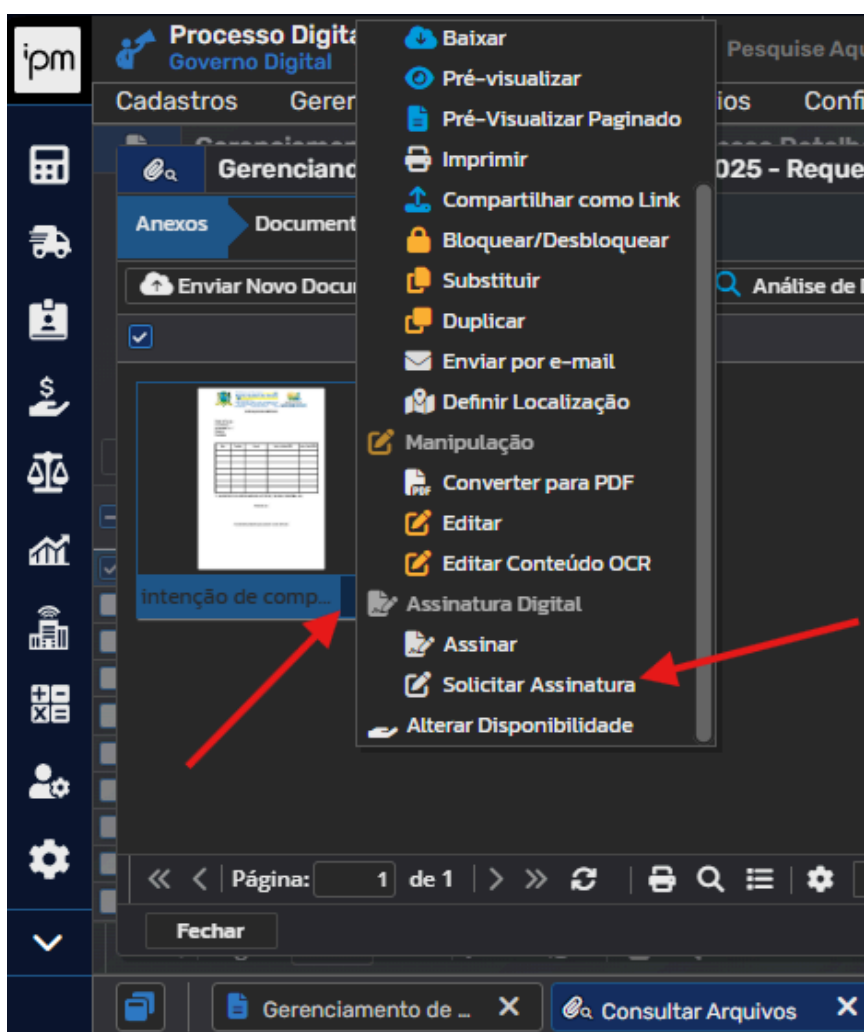 ipm
Processo Digita
Governo Digital
Pesquise Aqu
Cadastros Gerer
ios Confi
Gerenciand
025 - Reque
Anexos Document
Enviar Novo Docu
Análise de
Baixar
Pré-visualizar
Pré-Visualizar Paginado
Imprimir
Compartilhar como Link
Bloquear/Desbloquear
Substituir
Duplicar
Enviar por e-mail
Definir Localização
Manipulação
Converter para PDF
Editar
Editar Conteúdo OCR
Assinatura Digital
Assinar
Solicitar Assinatura
Alterar Disponibilidade
intenção de comp...
Página: 1 de 1
Fechar
Gerenciamento de ...
Consultar Arquivos